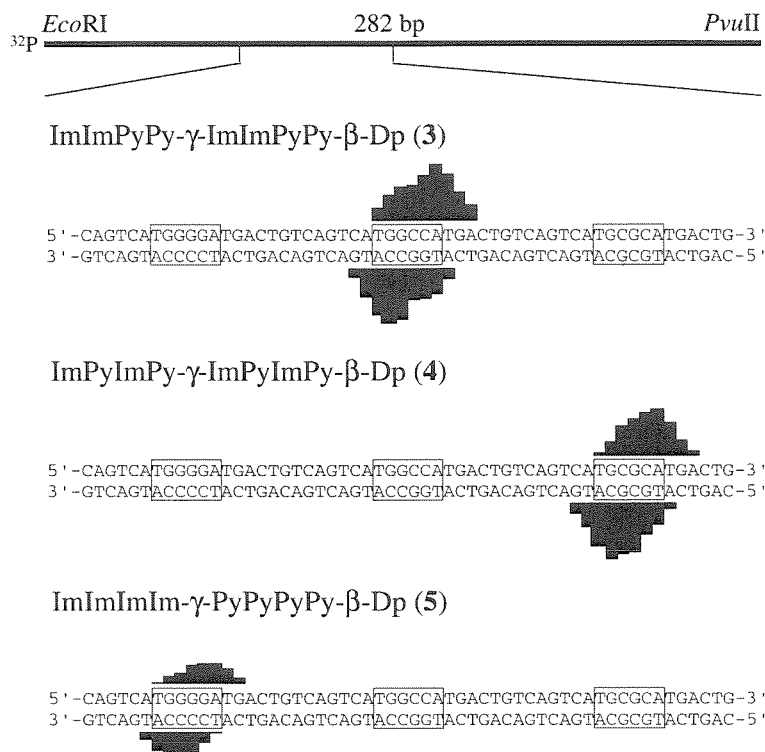 EcoRI 282 bp PvuII
³²P
ImImPyPy-γ-ImImPyPy-β-Dp (3)
5'-CAGTCATGGGGATGACTGTCAGTCATGGCCATGACTGTCAGTCATGCGCATGACTG-3'
3'-GTCAGTACCCCTACTGACAGTCAGTACCGGTACTGACAGTCAGTACGCGTACTGAC-5'
ImPyImPy-γ-ImPyImPy-β-Dp (4)
5'-CAGTCATGGGGATGACTGTCAGTCATGGCCATGACTGTCAGTCATGCGCATGACTG-3'
3'-GTCAGTACCCCTACTGACAGTCAGTACCGGTACTGACAGTCAGTACGCGTACTGAC-5'
ImImImIm-γ-PyPyPyPy-β-Dp (5)
5'-CAGTCATGGGGATGACTGTCAGTCATGGCCATGACTGTCAGTCATGCGCATGACTG-3'
3'-GTCAGTACCCCTACTGACAGTCAGTACCGGTACTGACAGTCAGTACGCGTACTGAC-5'